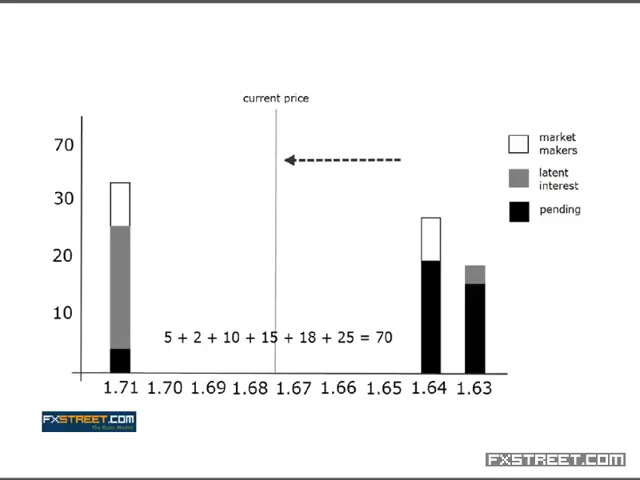 current price
70
30
20
10
market
makers
latent
interest
pending
5 + 2 + 10 + 15 + 18 + 25 = 70
1.71 1.70 1.69 1.68 1.67 1.66 1.65 1.64 1.63
FXSTREET.COM
FXSTREET.COM